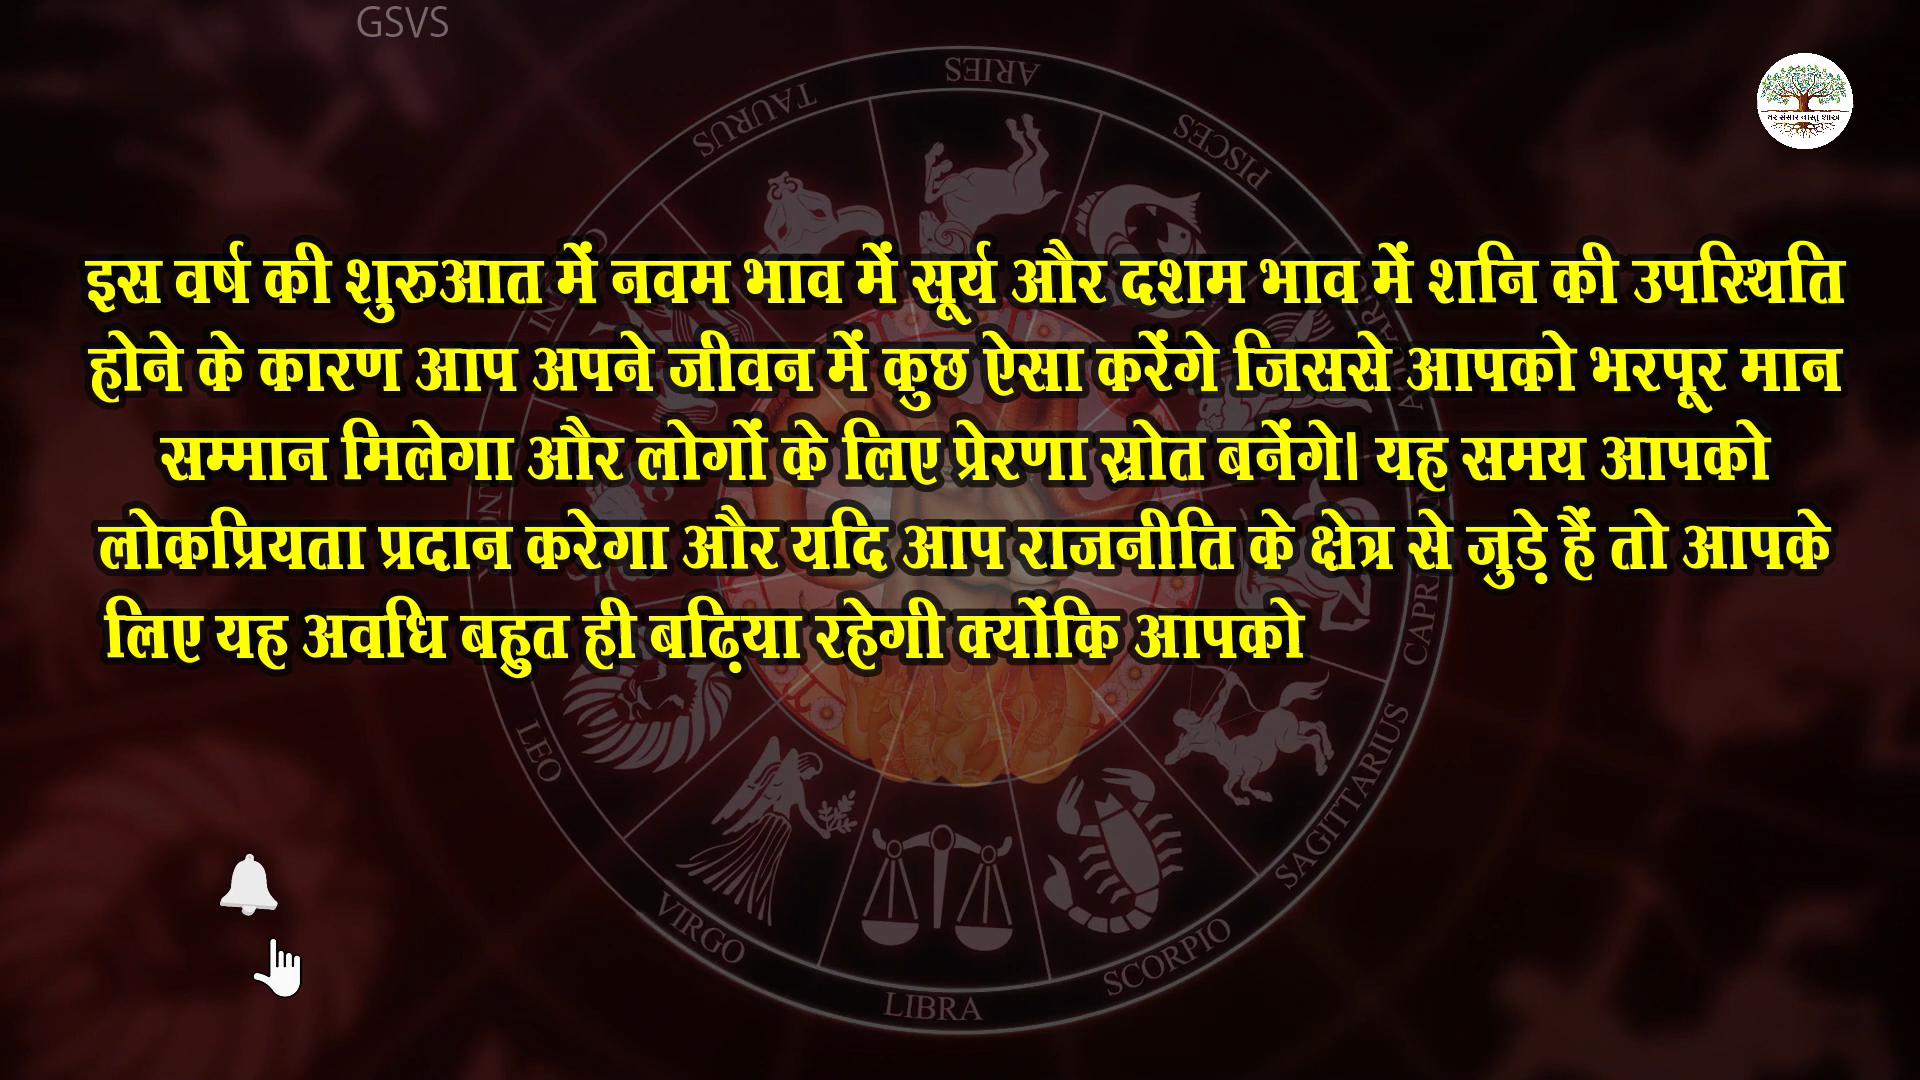 GSVS
ARIES
TAURUS
PISCES
घर संसार वास्तु शास्त्र
इस वर्ष की शुरुआत में नवम भाव में सूर्य और दशम भाव में शनि की उपस्थिति
होने के कारण आप अपने जीवन में कुछ ऐसा करेंगे जिससे आपको भरपूर मान
सम्मान मिलेगा और लोगों के लिए प्रेरणा स्रोत बनेंगे। यह समय आपको
लोकप्रियता प्रदान करेगा और यदि आप राजनीति के क्षेत्र से जुड़े हैं तो आपके
लिए यह अवधि बहुत ही बढ़िया रहेगी क्योंकि आपको
LEO
SAGITTARIUS
VIRGO
SCORPIO
LIBRA